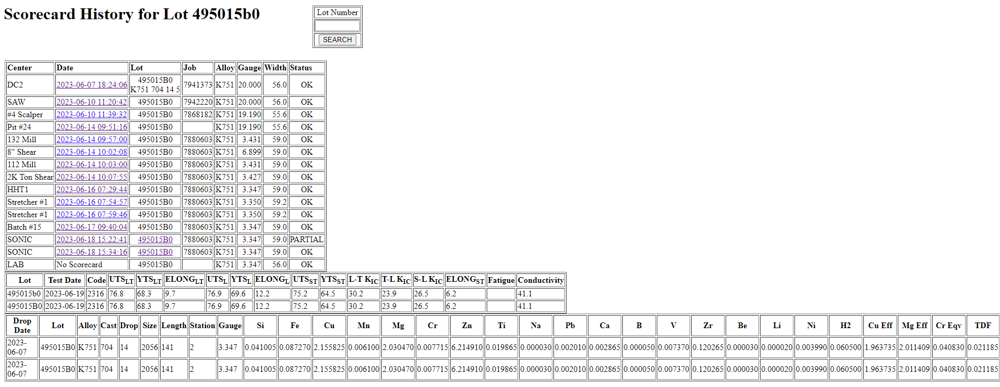 Scorecard History for Lot 495015b0
Lot Number
SEARCH
Center Date Lot Job Alloy Gauge Width Status
DC2 2023-06-07 18:24:06 495015B0 K751 704 14 5 7941373 K751 20.000 56.0 OK
SAW 2023-06-10 11:20:42 495015B0 7942220 K751 20.000 56.0 OK
#4 Scalper 2023-06-10 11:39:32 495015B0 7868182 K751 19.190 55.6 OK
Pit #24 2023-06-14 09:51:16 495015B0 K751 19.190 55.6 OK
132 Mill 2023-06-14 09:57:00 495015B0 7880603 K751 3.431 59.0 OK
8" Shear 2023-06-14 10:02:08 495015B0 7880603 K751 6.899 59.0 OK
112 Mill 2023-06-14 10:03:00 495015B0 7880603 K751 3.431 59.0 OK
2K Ton Shear 2023-06-14 10:07:55 495015B0 7880603 K751 3.427 59.0 OK
HHT1 2023-06-16 07:29:44 495015B0 7880603 K751 3.347 59.0 OK
Stretcher #1 2023-06-16 07:54:57 495015B0 7880603 K751 3.350 59.2 OK
Stretcher #1 2023-06-16 07:59:46 495015B0 7880603 K751 3.350 59.2 OK
Batch #15 2023-06-17 09:40:04 495015B0 7880603 K751 3.347 59.0 OK
SONIC 2023-06-18 15:22:41 495015B0 7880603 K751 3.347 59.0 PARTIAL
SONIC 2023-06-18 15:34:16 495015B0 7880603 K751 3.347 59.0 OK
LAB No Scorecard 495015B0 K751 3.347 56.0 OK
Lot Test Date Code UTSLT YTSLT ELONGLT UTSL YTSL ELONGL UTSST YTSST L-T KIC T-L KIC S-L KIC ELONGST Fatigue Conductivity
495015b0 2023-06-19 2316 76.8 68.3 9.7 76.9 69.6 12.2 75.2 64.5 30.2 23.9 26.5 6.2 41.1
495015B0 2023-06-19 2316 76.8 68.3 9.7 76.9 69.6 12.2 75.2 64.5 30.2 23.9 26.5 6.2 41.1
Drop Date Lot Alloy Cast Drop Size Length Station Gauge Si Fe Cu Mn Mg Cr Zn Ti Na Pb Ca B V Zr Be Li Ni H2 Cu Eff Mg Eff Cr Eqv TDF
2023-06-07 495015B0 K751 704 14 2056 141 2 3.347 0.041005 0.087270 2.155825 0.006100 2.030470 0.007715 6.214910 0.019865 0.000030 0.002010 0.002865 0.000050 0.007370 0.120265 0.000030 0.000020 0.003990 0.060500 1.963735 2.011409 0.040830 0.021185
2023-06-07 495015B0 K751 704 14 2056 141 2 3.347 0.041005 0.087270 2.155825 0.006100 2.030470 0.007715 6.214910 0.019865 0.000030 0.002010 0.002865 0.000050 0.007370 0.120265 0.000030 0.000020 0.003990 0.060500 1.963735 2.011409 0.040830 0.021185